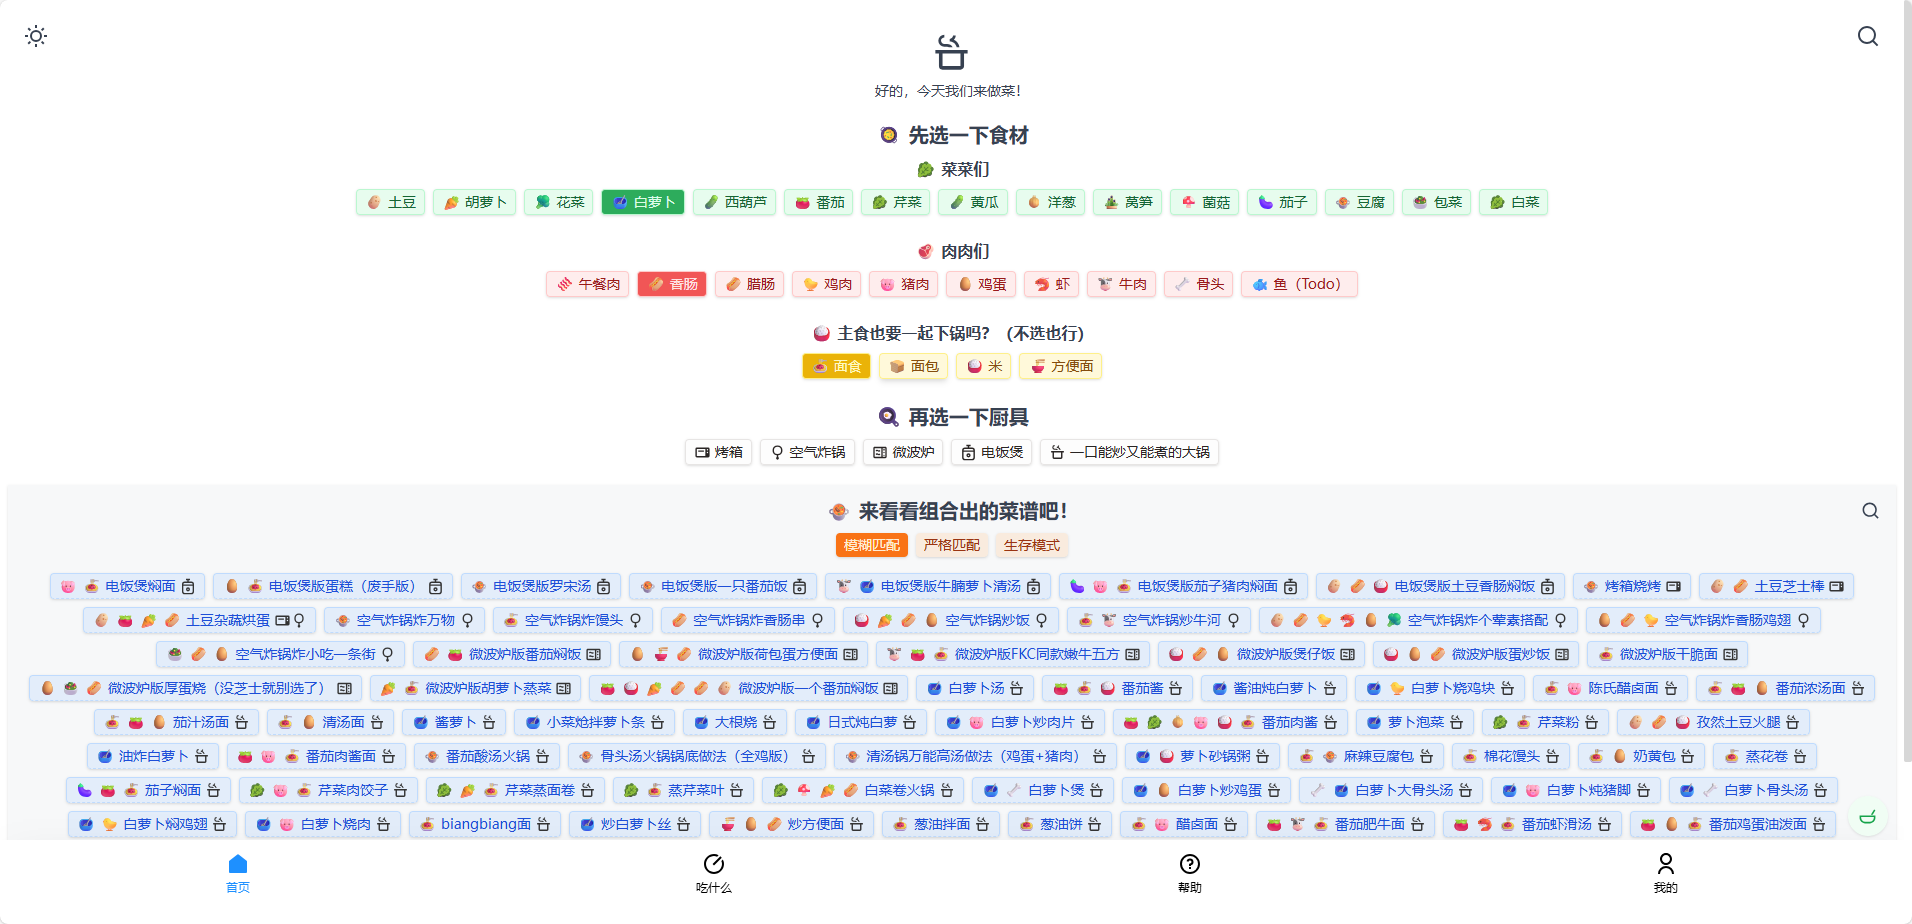 好的，今天我们来做菜！
先选一下食材
菜菜们
土豆 胡萝卜 花菜 白萝卜 西葫芦 番茄 芹菜 黄瓜 洋葱 莴笋 菌菇 茄子 豆腐 包菜 白菜
肉肉们
午餐肉 香肠 腊肠 鸡肉 猪肉 鸡蛋 虾 牛肉 骨头 鱼（Todo）
主食也要一起下锅吗？（不选也行）
面食 面包 米 方便面
再选一下厨具
烤箱 空气炸锅 微波炉 电饭煲 一口能炒又能煮的大锅
来看看组合出的菜谱吧！
模糊匹配 严格匹配 生存模式
电饭煲焖面 电饭煲版蛋糕（废手版） 电饭煲版罗宋汤 电饭煲版一只番茄饭 电饭煲版牛腩萝卜清汤 电饭煲版茄子猪肉焖面 电饭煲版土豆香肠焖饭 烤箱烧烤 土豆芝士棒
土豆杂蔬烘蛋 空气炸锅炸万物 空气炸锅炸馒头 空气炸锅炸香肠串 空气炸锅炒饭 空气炸锅炒牛河 空气炸锅炸个荤素搭配 空气炸锅炸香肠鸡翅
空气炸锅炸小吃一条街 微波炉版番茄焖饭 微波炉版荷包蛋方便面 微波炉版FKC同款嫩牛五方 微波炉版煲仔饭 微波炉版蛋炒饭 微波炉版干脆面
微波炉版厚蛋烧（没芝士就别选了） 微波炉版胡萝卜蒸菜 微波炉版一个番茄焖饭 白萝卜汤 番茄酱 酱油炖白萝卜 白萝卜烧鸡块 陈氏醋卤面 番茄浓汤面
茄汁汤面 清汤面 酱萝卜 小菜炝拌萝卜条 大根烧 日式炖白萝 白萝卜炒肉片 番茄肉酱 萝卜泡菜 芹菜粉 孜然土豆火腿
油炸白萝卜 番茄肉酱面 番茄酸汤火锅 骨头汤火锅锅底做法（全鸡版） 清汤锅万能高汤做法（鸡蛋+猪肉） 萝卜砂锅粥 麻辣豆腐包 棉花馒头 奶黄包 蒸花卷
茄子焖面 芹菜肉饺子 芹菜蒸面卷 蒸芹菜叶 白菜卷火锅 白萝卜煲 白萝卜炒鸡蛋 白萝卜大骨头汤 白萝卜炖猪脚 白萝卜骨头汤
白萝卜焖鸡翅 白萝卜烧肉 biangbiang面 炒白萝卜丝 炒方便面 葱油拌面 葱油饼 醋卤面 番茄肥牛面 番茄虾滑汤 番茄鸡蛋油泼面
首页 吃什么 帮助 我的